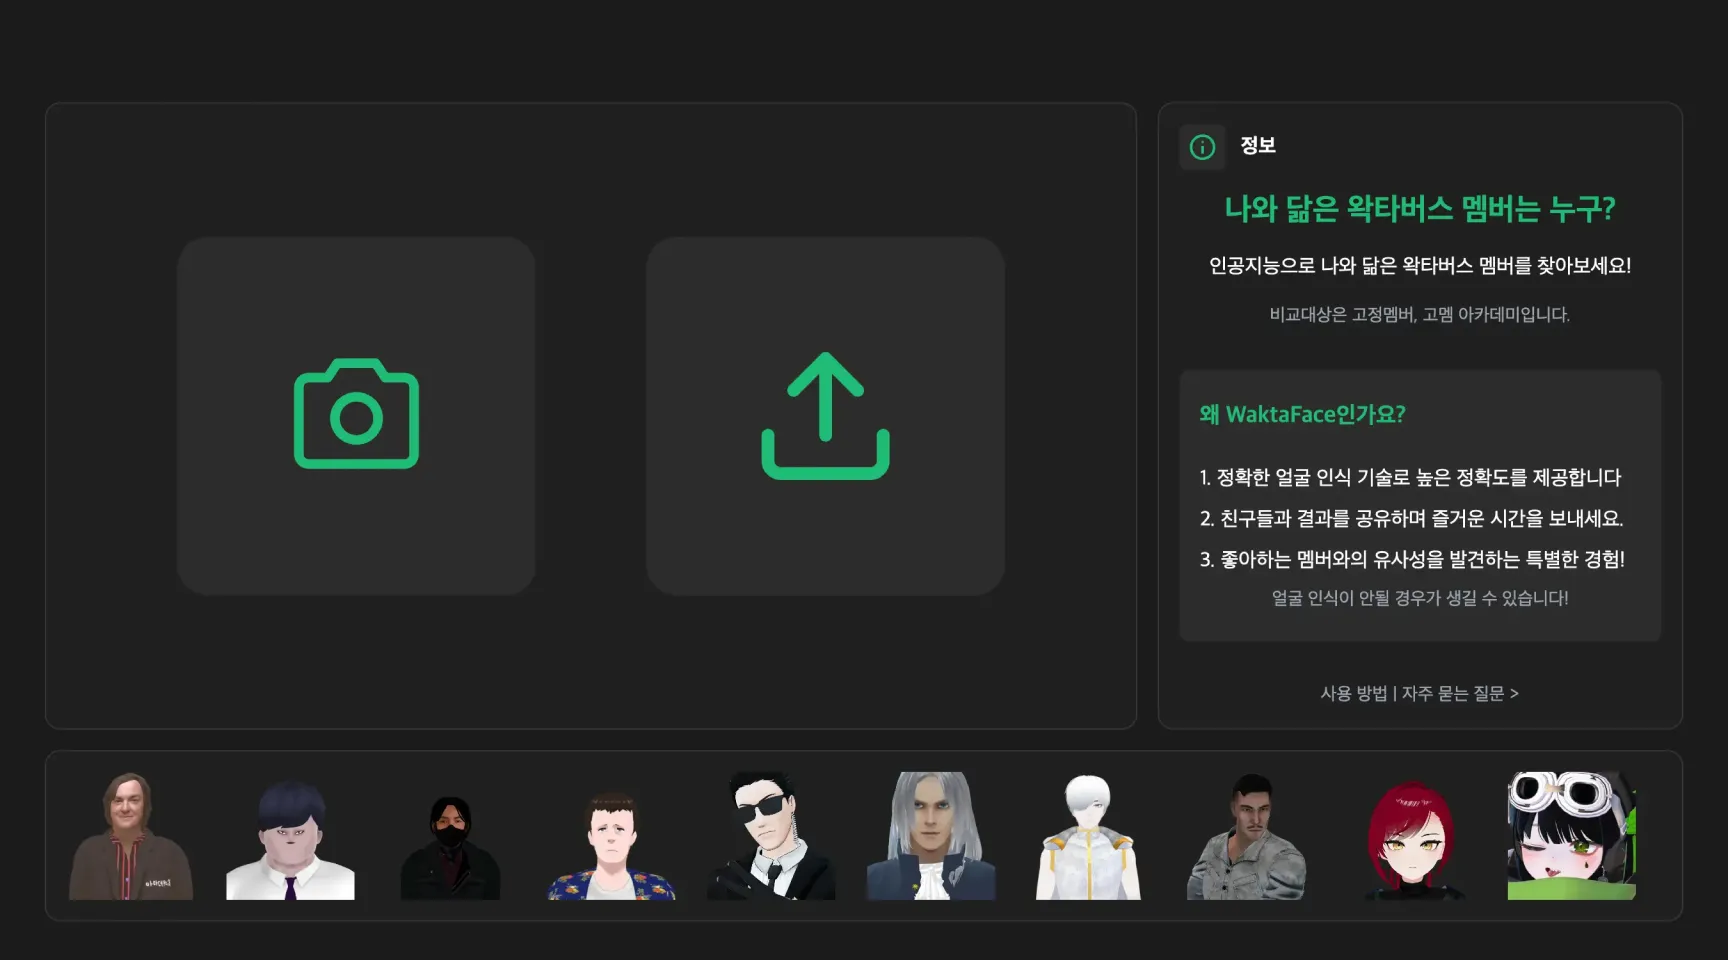 정보
나와 닮은 왁타버스 멤버는 누구?
인공지능으로 나와 닮은 왁타버스 멤버를 찾아보세요!
비교대상은 고정멤버, 고멤 아카데미입니다.
왜 WaktaFace인가요?
1. 정확한 얼굴 인식 기술로 높은 정확도를 제공합니다
2. 친구들과 결과를 공유하며 즐거운 시간을 보내세요.
3. 좋아하는 멤버와의 유사성을 발견하는 특별한 경험!
얼굴 인식이 안될 경우가 생길 수 있습니다!
사용 방법 | 자주 묻는 질문 >